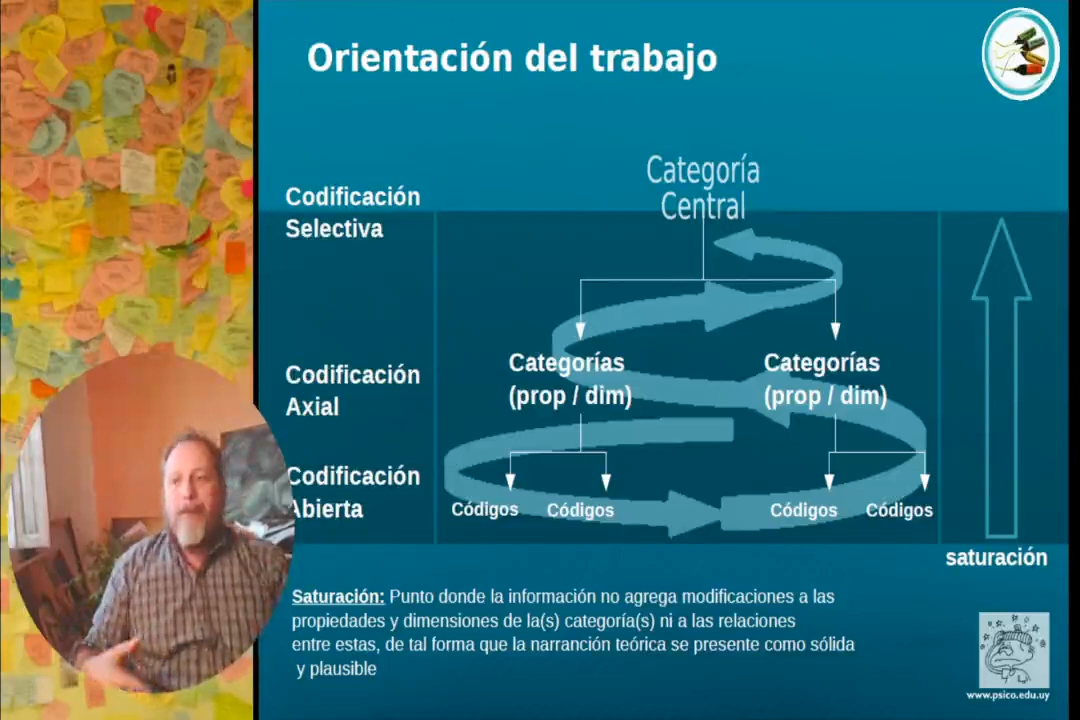 Orientación del trabajo
Categoría
Central
Codificación
Selectiva
Codificación
Axial
Categorías
(prop / dim)
Categorías
(prop / dim)
Codificación
Abierta
Códigos
Códigos
Códigos
Códigos
saturación
Saturación: Punto donde la información no agrega modificaciones a las
propiedades y dimensiones de la(s) categoría(s) ni a las relaciones
entre estas, de tal forma que la narranción teórica se presente como sólida
y plausible
www.psico.edu.uy